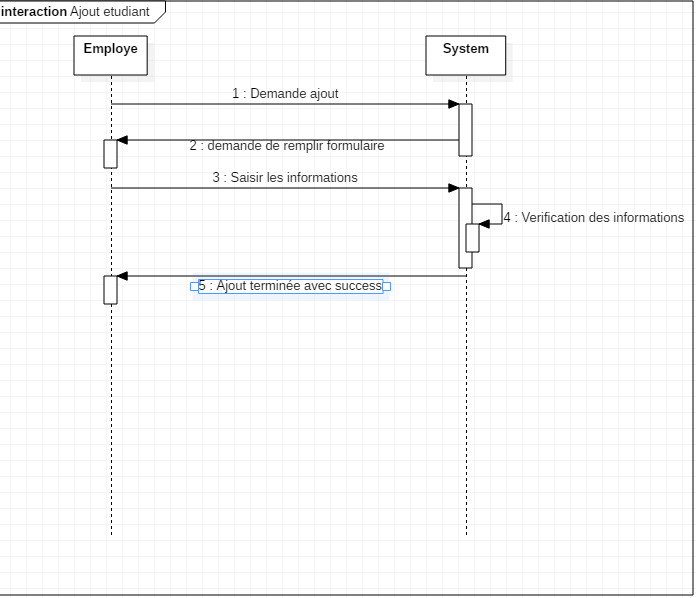 interaction Ajout etudiant
Employe
System
1 : Demande ajout
2 : demande de remplir formulaire
3 : Saisir les informations
4 : Verification des informations
5 : Ajout terminée avec success